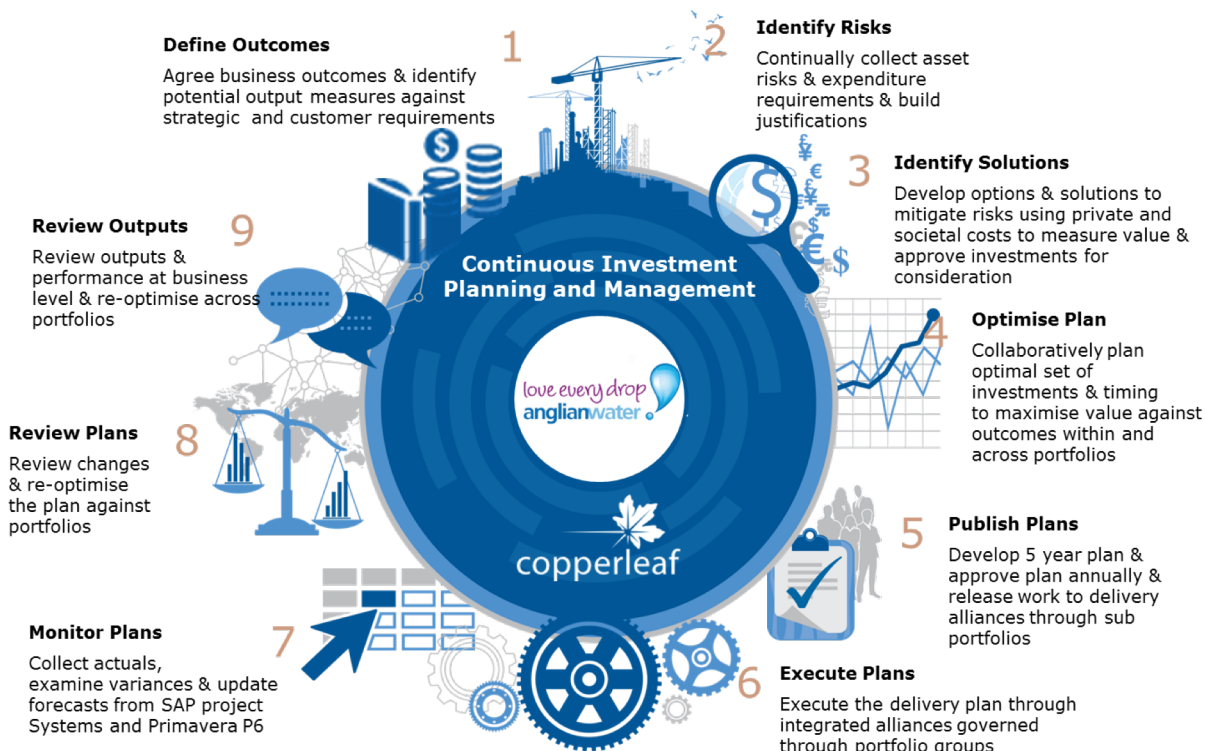 1
Define Outcomes
Agree business outcomes & identify
potential output measures against
strategic and customer requirements
2
Identify Risks
Continually collect asset
risks & expenditure
requirements & build
justifications
3
Identify Solutions
Develop options & solutions to
mitigate risks using private and
societal costs to measure value &
approve investments for
consideration
4
Optimise Plan
Collaboratively plan
optimal set of
investments & timing
to maximise value against
outcomes within and
across portfolios
5
Publish Plans
Develop 5 year plan &
approve plan annually &
release work to delivery
alliances through sub
portfolios
6
Execute Plans
Execute the delivery plan through
integrated alliances governed
through portfolio groups
7
Monitor Plans
Collect actuals,
examine variances & update
forecasts from SAP project
Systems and Primavera P6
8
Review Plans
Review changes
& re-optimise
the plan against
portfolios
9
Review Outputs
Review outputs &
performance at business
level & re-optimise across
portfolios
Continuous Investment
Planning and Management
love every drop
anglianwater
copperleaf